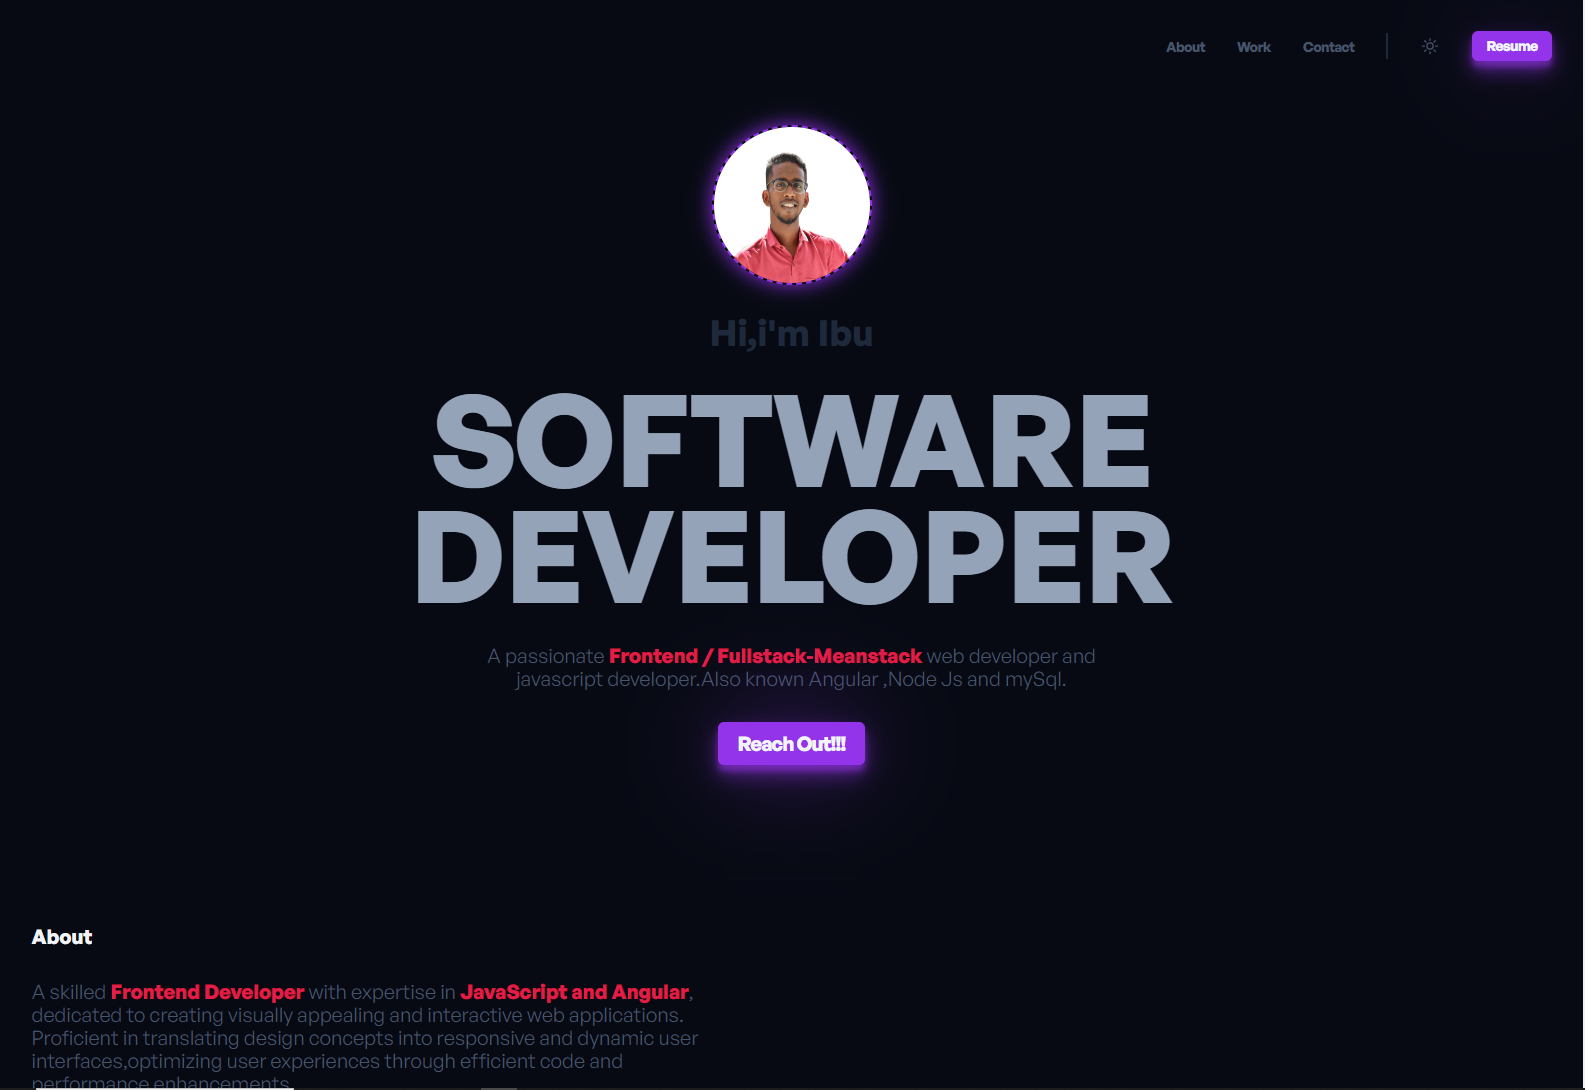 About Work Contact Resume
Hi,i'm Ibu
SOFTWARE
DEVELOPER
A passionate Frontend / Fullstack-Meanstack web developer and
javascript developer.Also known Angular ,Node Js and mySql.
Reach Out!!!
About
A skilled Frontend Developer with expertise in JavaScript and Angular,
dedicated to creating visually appealing and interactive web applications.
Proficient in translating design concepts into responsive and dynamic user
interfaces,optimizing user experiences through efficient code and
performance enhancements.